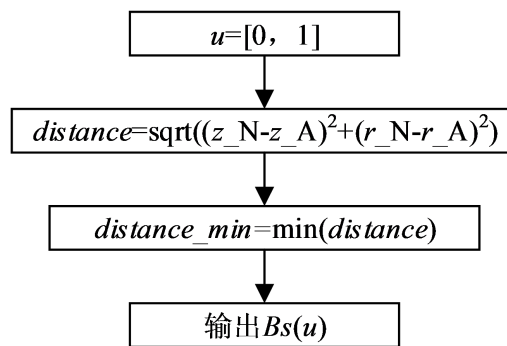 u=[0，1]
distance=sqrt((z_N-z_A)²+(r_N-r_A)²)
distance_min=min(distance)
输出Bs(u)